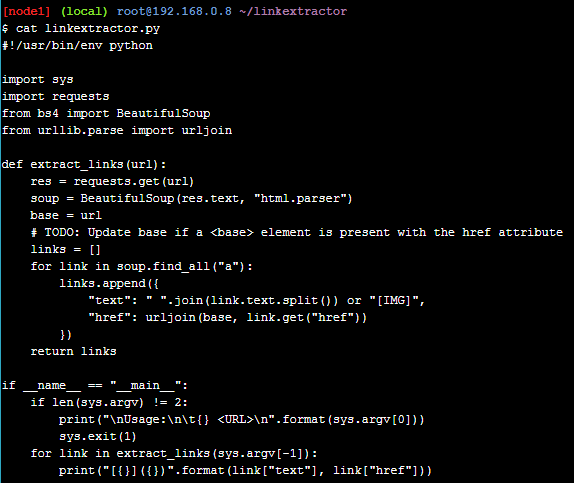 [node1] (local) root@192.168.0.8 ~/linkextractor
$ cat linkextractor.py
#!/usr/bin/env python

import sys
import requests
from bs4 import BeautifulSoup
from urllib.parse import urljoin

def extract_links(url):
    res = requests.get(url)
    soup = BeautifulSoup(res.text, "html.parser")
    base = url
    # TODO: Update base if a <base> element is present with the href attribute
    links = []
    for link in soup.find_all("a"):
        links.append({
            "text": " ".join(link.text.split()) or "[IMG]",
            "href": urljoin(base, link.get("href"))
        })
    return links

if __name__ == "__main__":
    if len(sys.argv) != 2:
        print("\nUsage:\n\t{} <URL>\n".format(sys.argv[0]))
        sys.exit(1)
    for link in extract_links(sys.argv[-1]):
        print("[{}]({})".format(link["text"], link["href"]))